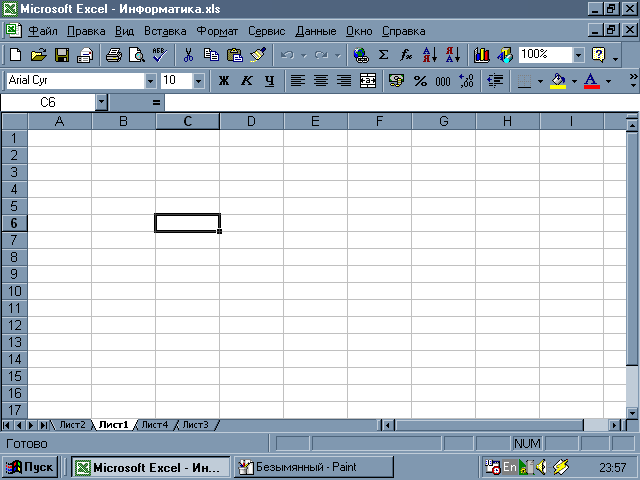 Microsoft Excel - Информатика.xls
Файл Правка Вид Вставка Формат Сервис Данные Окно Справка
100%
Arial Cyr 10 Ж К Ч % 000
C6 =
A B C D E F G H I
1
2
3
4
5
6
7
8
9
10
11
12
13
14
15
16
17
Лист2 Лист1 Лист4 Лист3
Готово NUM
Пуск Microsoft Excel - Ин... Безымянный - Paint En 23:57